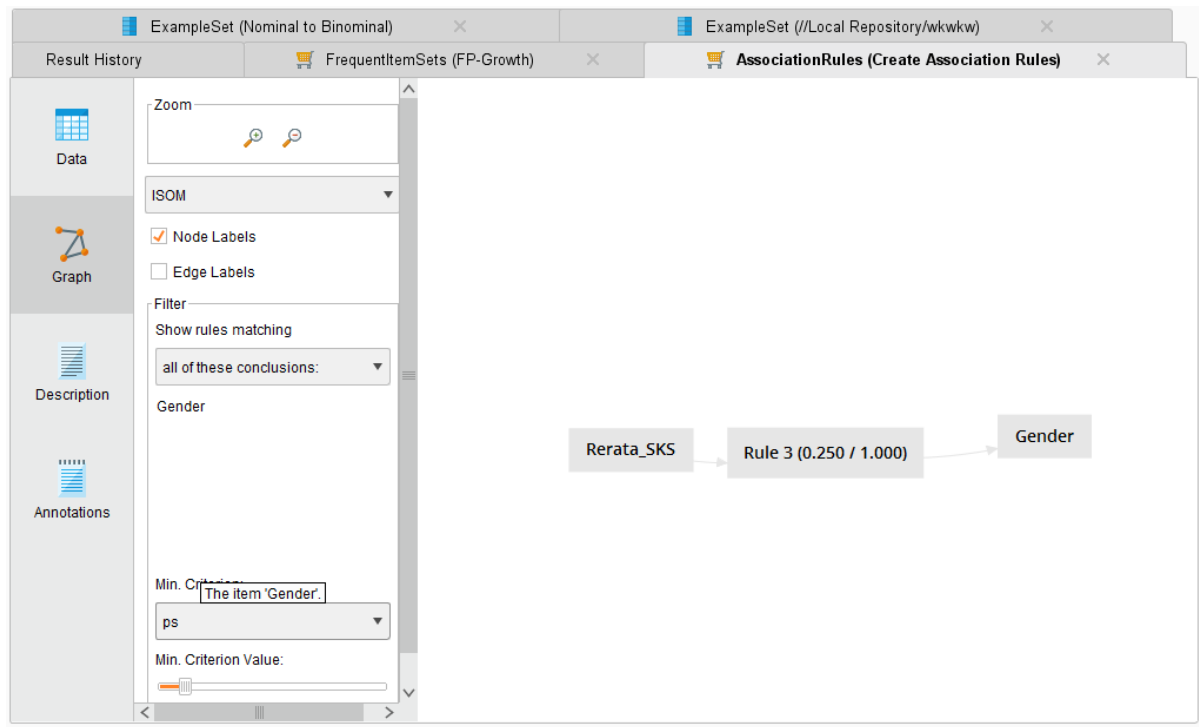 ExampleSet (Nominal to Binominal)
ExampleSet (//Local Repository/wkwkw)
Result History
FrequentItemSets (FP-Growth)
AssociationRules (Create Association Rules)
Data
Graph
Description
Annotations
Zoom
ISOM
Node Labels
Edge Labels
Filter
Show rules matching
all of these conclusions:
Gender
Min. Criterion:
The item 'Gender'.
ps
Min. Criterion Value:
Rerata_SKS
Rule 3 (0.250 / 1.000)
Gender